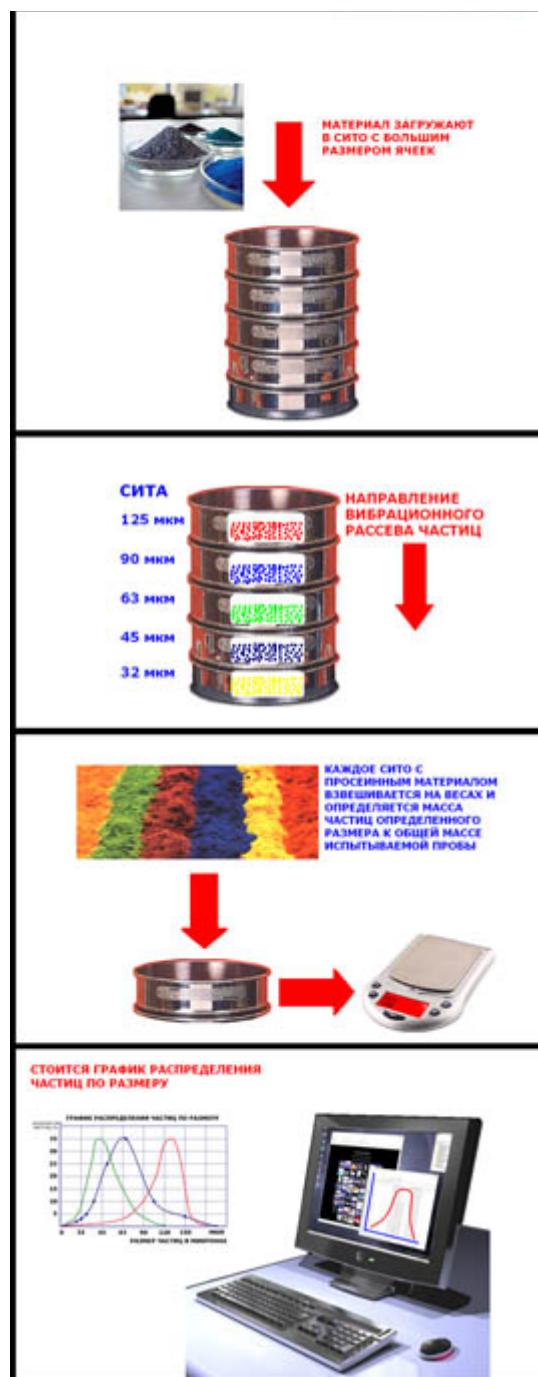 МАТЕРИАЛ ЗАГРУЖАЮТ
В СИТО С БОЛЬШИМ
РАЗМЕРОМ ЯЧЕЕК
СИТА
125 мкм
90 мкм
63 мкм
45 мкм
32 мкм
НАПРАВЛЕНИЕ
ВИБРАЦИОННОГО
РАССЕВА ЧАСТИЦ
КАЖДОЕ СИТО С
ПРОСЕИННЫМ МАТЕРИАЛОМ
ВЗВЕШИВАЕТСЯ НА ВЕСАХ И
ОПРЕДЕЛЯЕТСЯ МАССА
ЧАСТИЦ ОПРЕДЕЛЕННОГО
РАЗМЕРА К ОБЩЕЙ МАССЕ
ИСПЫТЫВАЕМОЙ ПРОБЫ
СТОИТСЯ ГРАФИК РАСПРЕДЕЛЕНИЯ
ЧАСТИЦ ПО РАЗМЕРУ
ГРАФИК РАСПРЕДЕЛЕНИЯ ЧАСТИЦ ПО РАЗМЕРУ
РАЗМЕР ЧАСТИЦ В МИКРОНАХ